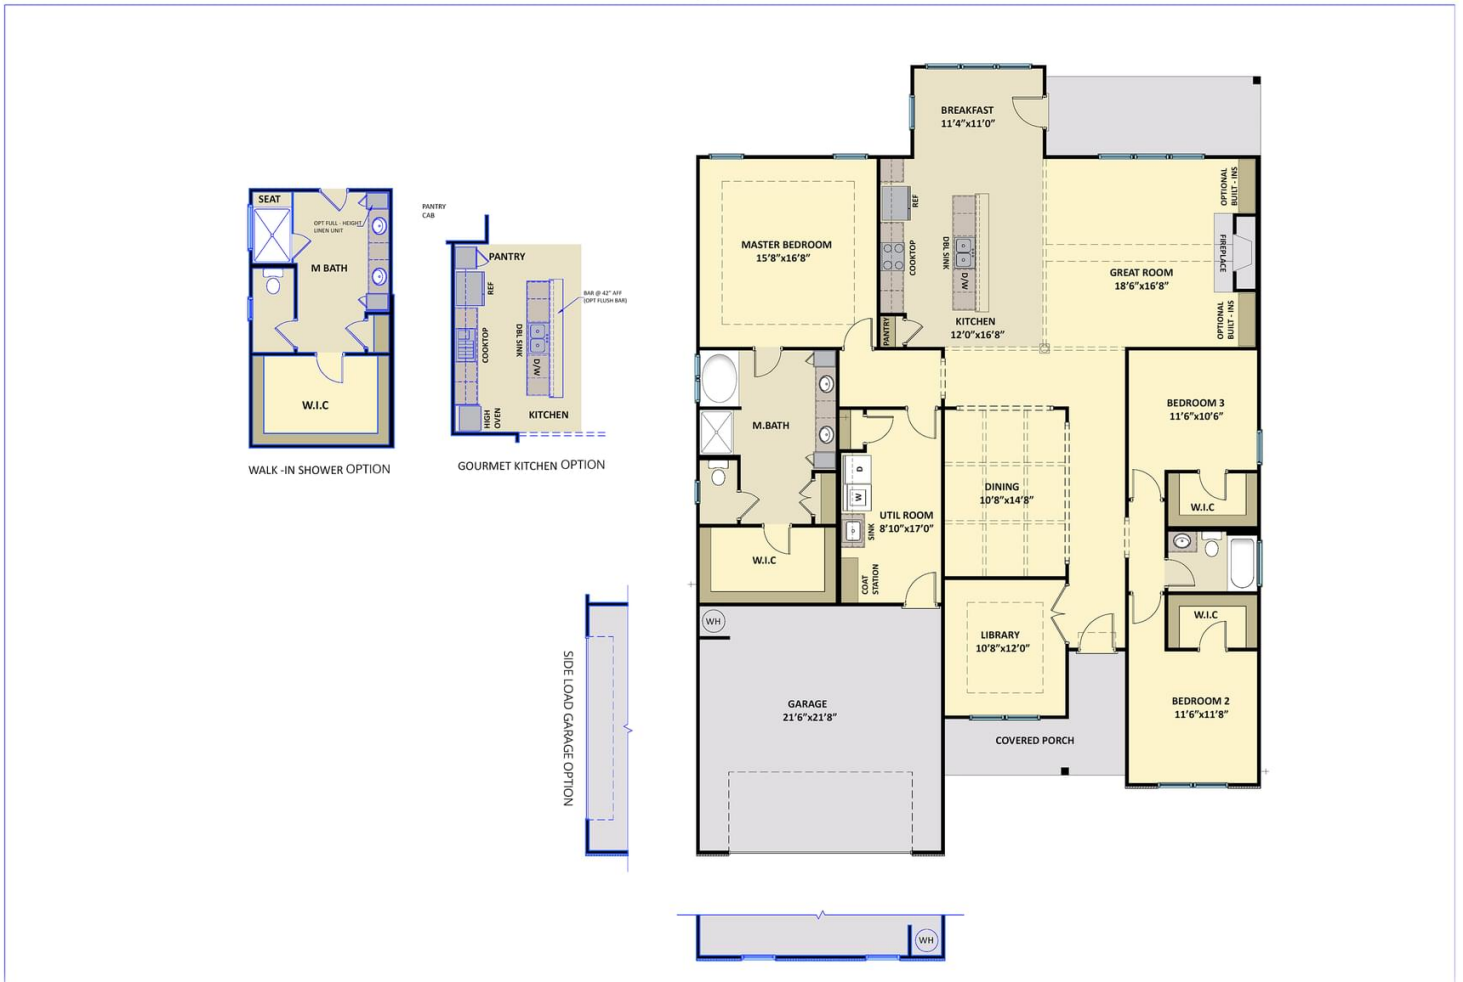 BREAKFAST
11'4"x11'0"
MASTER BEDROOM
15'8"x16'8"
REF
COOKTOP
DBL SINK
D/W
PANTRY
KITCHEN
12'0"x16'8"
GREAT ROOM
18'6"x16'8"
OPTIONAL
BUILT - INS
FIREPLACE
OPTIONAL
BUILT - INS
SEAT
OPT FULL - HEIGHT
LINEN UNIT
M BATH
W.I.C
WALK -IN SHOWER OPTION
PANTRY
CAB
PANTRY
REF
COOKTOP
DBL SINK
D/W
HIGH
OVEN
KITCHEN
BAR @ 42" AFF
(OPT FLUSH BAR)
GOURMET KITCHEN OPTION
M.BATH
W.I.C
D
W
SINK
UTIL ROOM
8'10"x17'0"
COAT
STATION
DINING
10'8"x14'8"
BEDROOM 3
11'6"x10'6"
W.I.C
W.I.C
BEDROOM 2
11'6"x11'8"
LIBRARY
10'8"x12'0"
COVERED PORCH
WH
GARAGE
21'6"x21'8"
SIDE LOAD GARAGE OPTION
WH